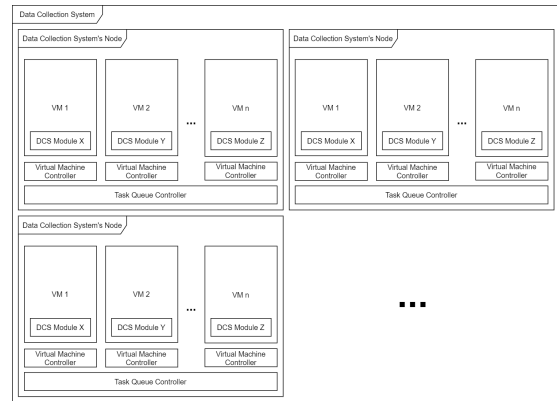 Data Collection System
Data Collection System's Node
VM 1
VM 2
...
VM n
DCS Module X
DCS Module Y
DCS Module Z
Virtual Machine
Controller
Virtual Machine
Controller
Virtual Machine
Controller
Task Queue Controller
Data Collection System's Node
VM 1
VM 2
...
VM n
DCS Module X
DCS Module Y
DCS Module Z
Virtual Machine
Controller
Virtual Machine
Controller
Virtual Machine
Controller
Task Queue Controller
Data Collection System's Node
VM 1
VM 2
...
VM n
DCS Module X
DCS Module Y
DCS Module Z
Virtual Machine
Controller
Virtual Machine
Controller
Virtual Machine
Controller
Task Queue Controller
...